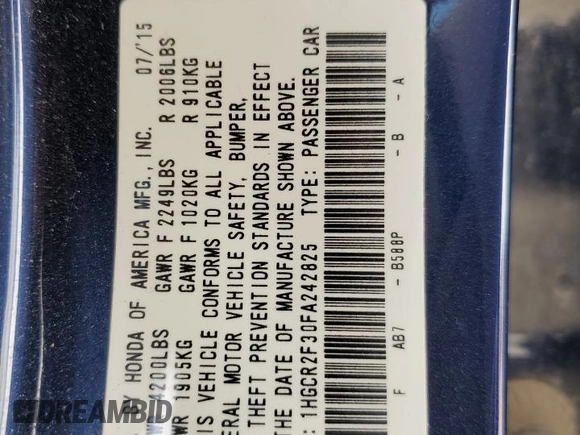 BY HONDA OF AMERICA MFG., INC. 07/'15
4200LBS GAWR F 2249LBS R 2006LBS
1905KG GAWR F 1020KG R 910KG
IS VEHICLE CONFORMS TO ALL APPLICABLE
ERAL MOTOR VEHICLE SAFETY, BUMPER,
THEFT PREVENTION STANDARDS IN EFFECT
THE DATE OF MANUFACTURE SHOWN ABOVE.
: 1HGCR2F30FA242825 TYPE: PASSENGER CAR
F AB7 - B588P - B - A
DREAMBID